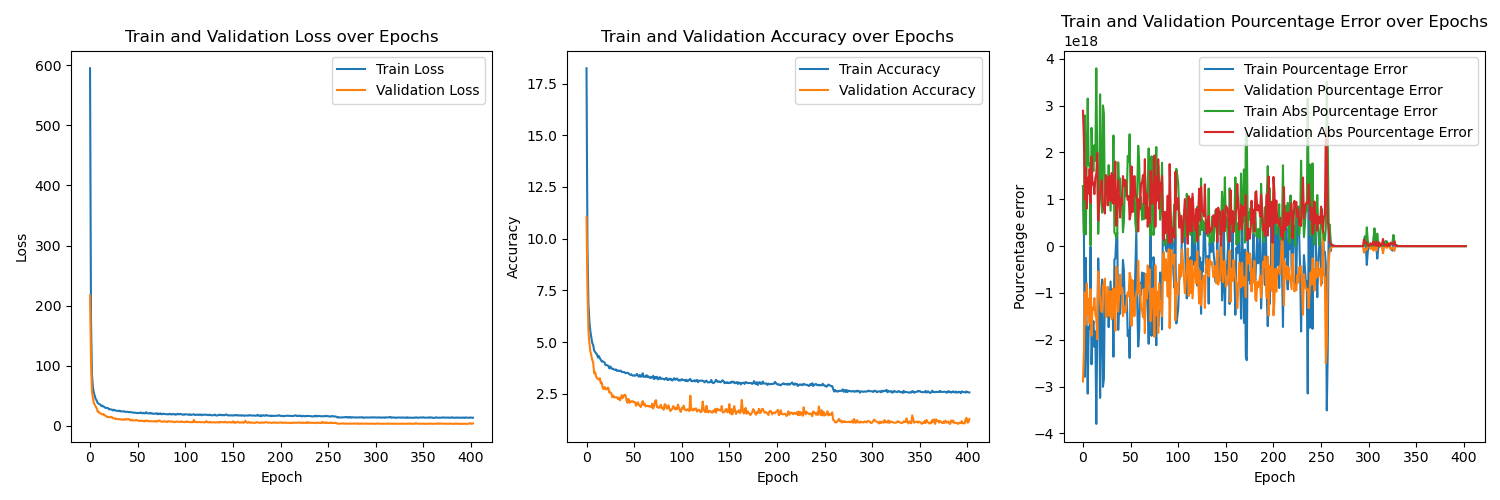 Train and Validation Loss over Epochs
Train Loss
Validation Loss
600
500
400
300
200
100
0
Loss
0 50 100 150 200 250 300 350 400
Epoch
Train and Validation Accuracy over Epochs
Train Accuracy
Validation Accuracy
17.5
15.0
12.5
10.0
7.5
5.0
2.5
Accuracy
0 50 100 150 200 250 300 350 400
Epoch
Train and Validation Pourcentage Error over Epochs
1e18
Train Pourcentage Error
Validation Pourcentage Error
Train Abs Pourcentage Error
Validation Abs Pourcentage Error
4
3
2
1
0
−1
−2
−3
−4
Pourcentage error
0 50 100 150 200 250 300 350 400
Epoch